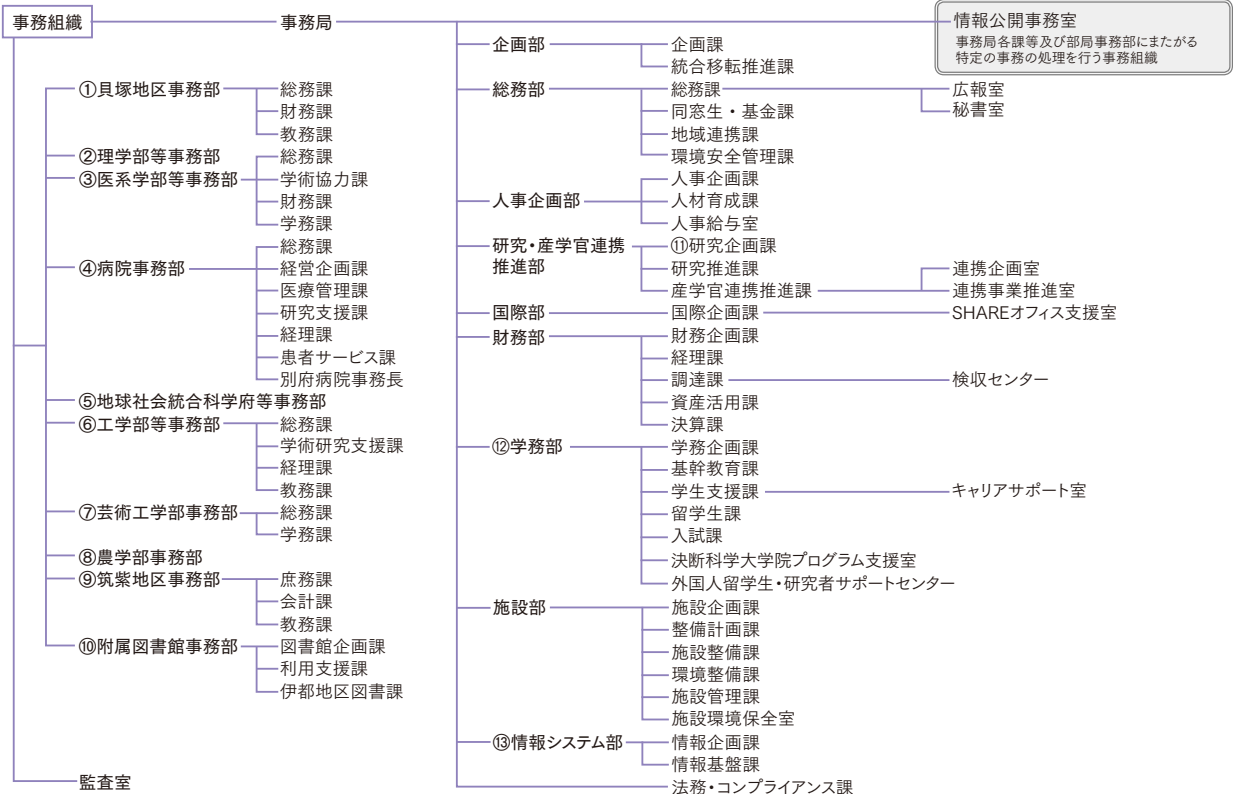 事務組織
事務局
情報公開事務室
事務局各課等及び部局事務部にまたがる
特定の事務の処理を行う事務組織
①貝塚地区事務部
総務課
財務課
教務課
②理学部等事務部
③医系学部等事務部
総務課
学術協力課
財務課
学務課
④病院事務部
総務課
経営企画課
医療管理課
研究支援課
経理課
患者サービス課
別府病院事務長
⑤地球社会統合科学府等事務部
⑥工学部等事務部
総務課
学術研究支援課
経理課
教務課
⑦芸術工学部事務部
総務課
学務課
⑧農学部事務部
⑨筑紫地区事務部
庶務課
会計課
教務課
⑩附属図書館事務部
図書館企画課
利用支援課
伊都地区図書課
監査室
企画部
企画課
統合移転推進課
総務部
総務課
広報室
秘書室
同窓生・基金課
地域連携課
環境安全管理課
人事企画部
人事企画課
人材育成課
人事給与室
研究・産学官連携
推進部
⑪研究企画課
研究推進課
産学官連携推進課
連携企画室
連携事業推進室
国際部
国際企画課
SHAREオフィス支援室
財務部
財務企画課
経理課
調達課
検収センター
資産活用課
決算課
⑫学務部
学務企画課
基幹教育課
学生支援課
キャリアサポート室
留学生課
入試課
決断科学大学院プログラム支援室
外国人留学生・研究者サポートセンター
施設部
施設企画課
整備計画課
施設整備課
環境整備課
施設管理課
施設環境保全室
⑬情報システム部
情報企画課
情報基盤課
法務・コンプライアンス課